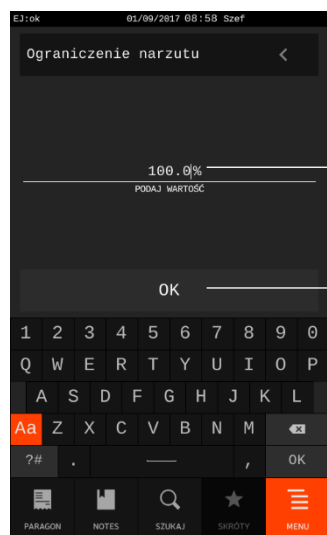 EJ:ok 01/09/2017 08:58 Szef
Ograniczenie narzutu <
100.0%
PODAJ WARTOŚĆ
OK
1 2 3 4 5 6 7 8 9 0
Q W E R T Y U I O P
A S D F G H J K L
Aa Z X C V B N M
?# . , OK
PARAGON NOTES SZUKAJ SKRÓTY MENU